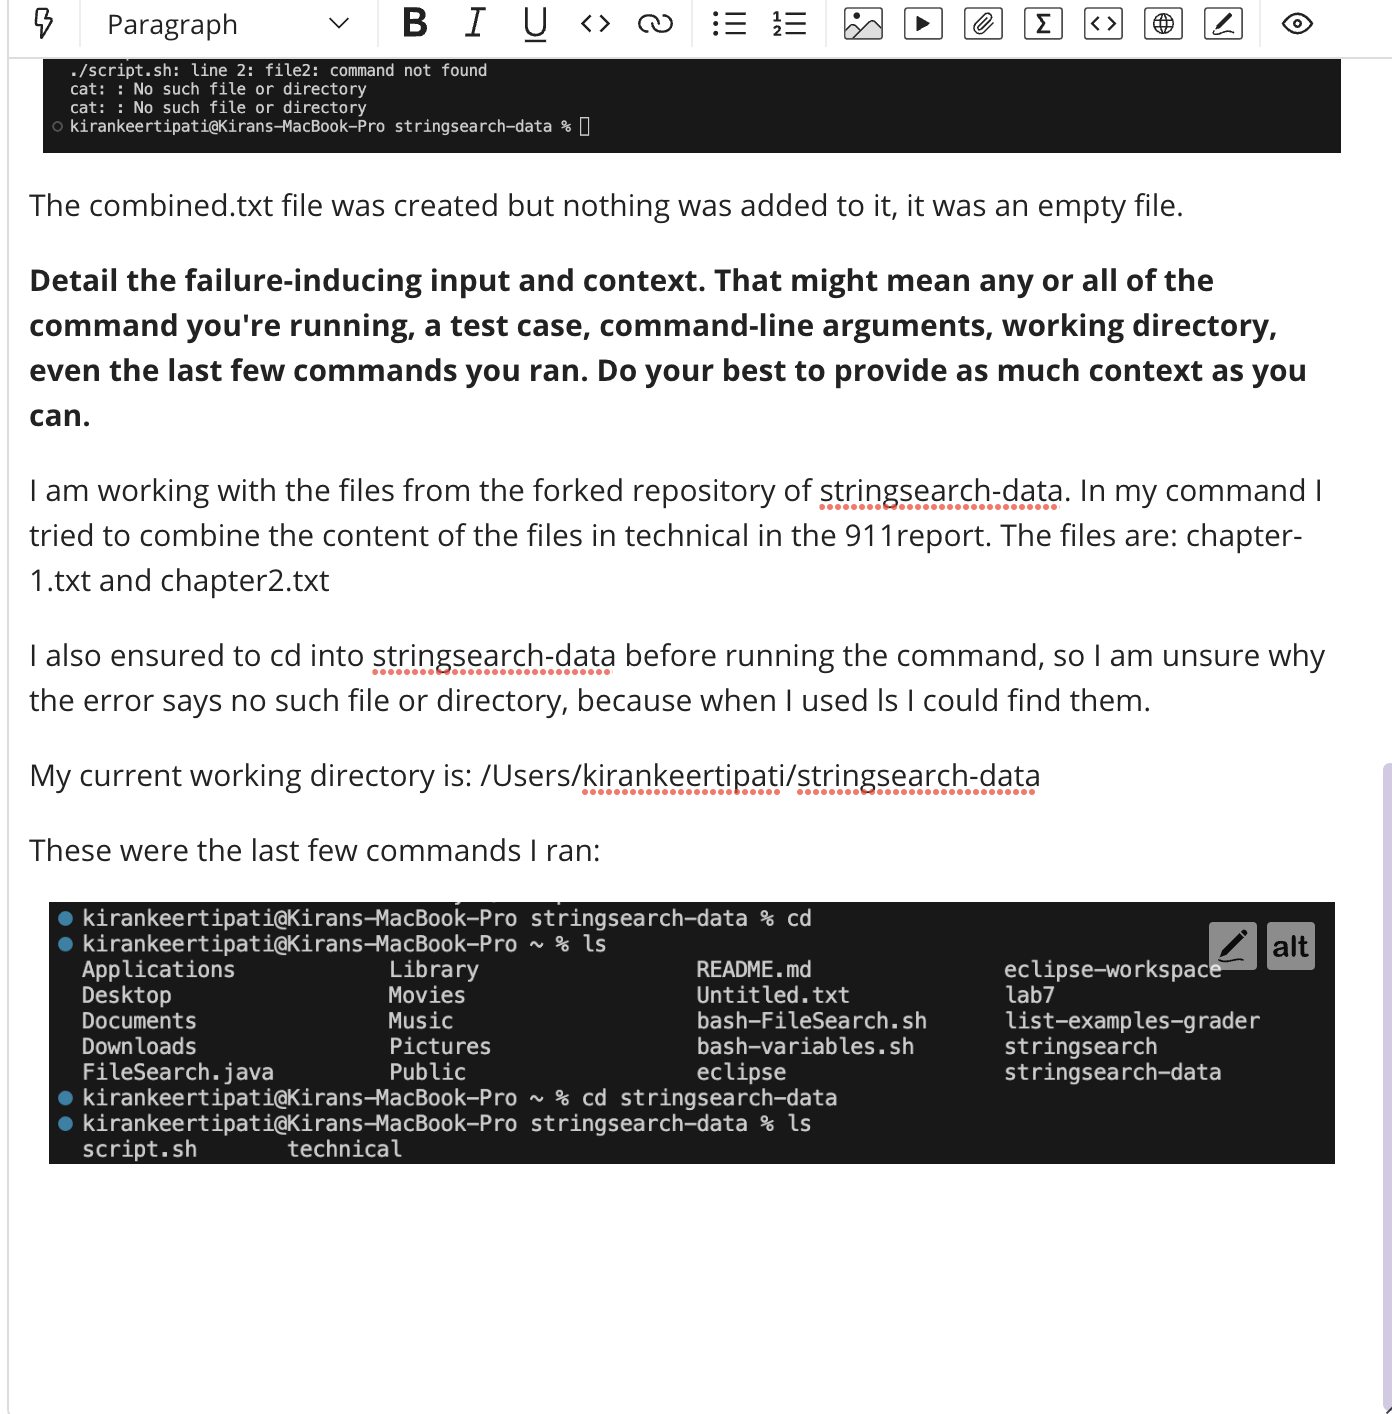 Paragraph
B I U
./script.sh: line 2: file2: command not found
cat: : No such file or directory
cat: : No such file or directory
kirankeertipati@Kirans-MacBook-Pro stringsearch-data %
The combined.txt file was created but nothing was added to it, it was an empty file.
Detail the failure-inducing input and context. That might mean any or all of the
command you're running, a test case, command-line arguments, working directory,
even the last few commands you ran. Do your best to provide as much context as you
can.
I am working with the files from the forked repository of stringsearch-data. In my command I
tried to combine the content of the files in technical in the 911report. The files are: chapter-
1.txt and chapter2.txt
I also ensured to cd into stringsearch-data before running the command, so I am unsure why
the error says no such file or directory, because when I used ls I could find them.
My current working directory is: /Users/kirankeertipati/stringsearch-data
These were the last few commands I ran:
kirankeertipati@Kirans-MacBook-Pro stringsearch-data % cd
kirankeertipati@Kirans-MacBook-Pro ~ % ls
alt
Applications Library README.md eclipse-workspace
Desktop Movies Untitled.txt lab7
Documents Music bash-FileSearch.sh list-examples-grader
Downloads Pictures bash-variables.sh stringsearch
FileSearch.java Public eclipse stringsearch-data
kirankeertipati@Kirans-MacBook-Pro ~ % cd stringsearch-data
kirankeertipati@Kirans-MacBook-Pro stringsearch-data % ls
script.sh technical